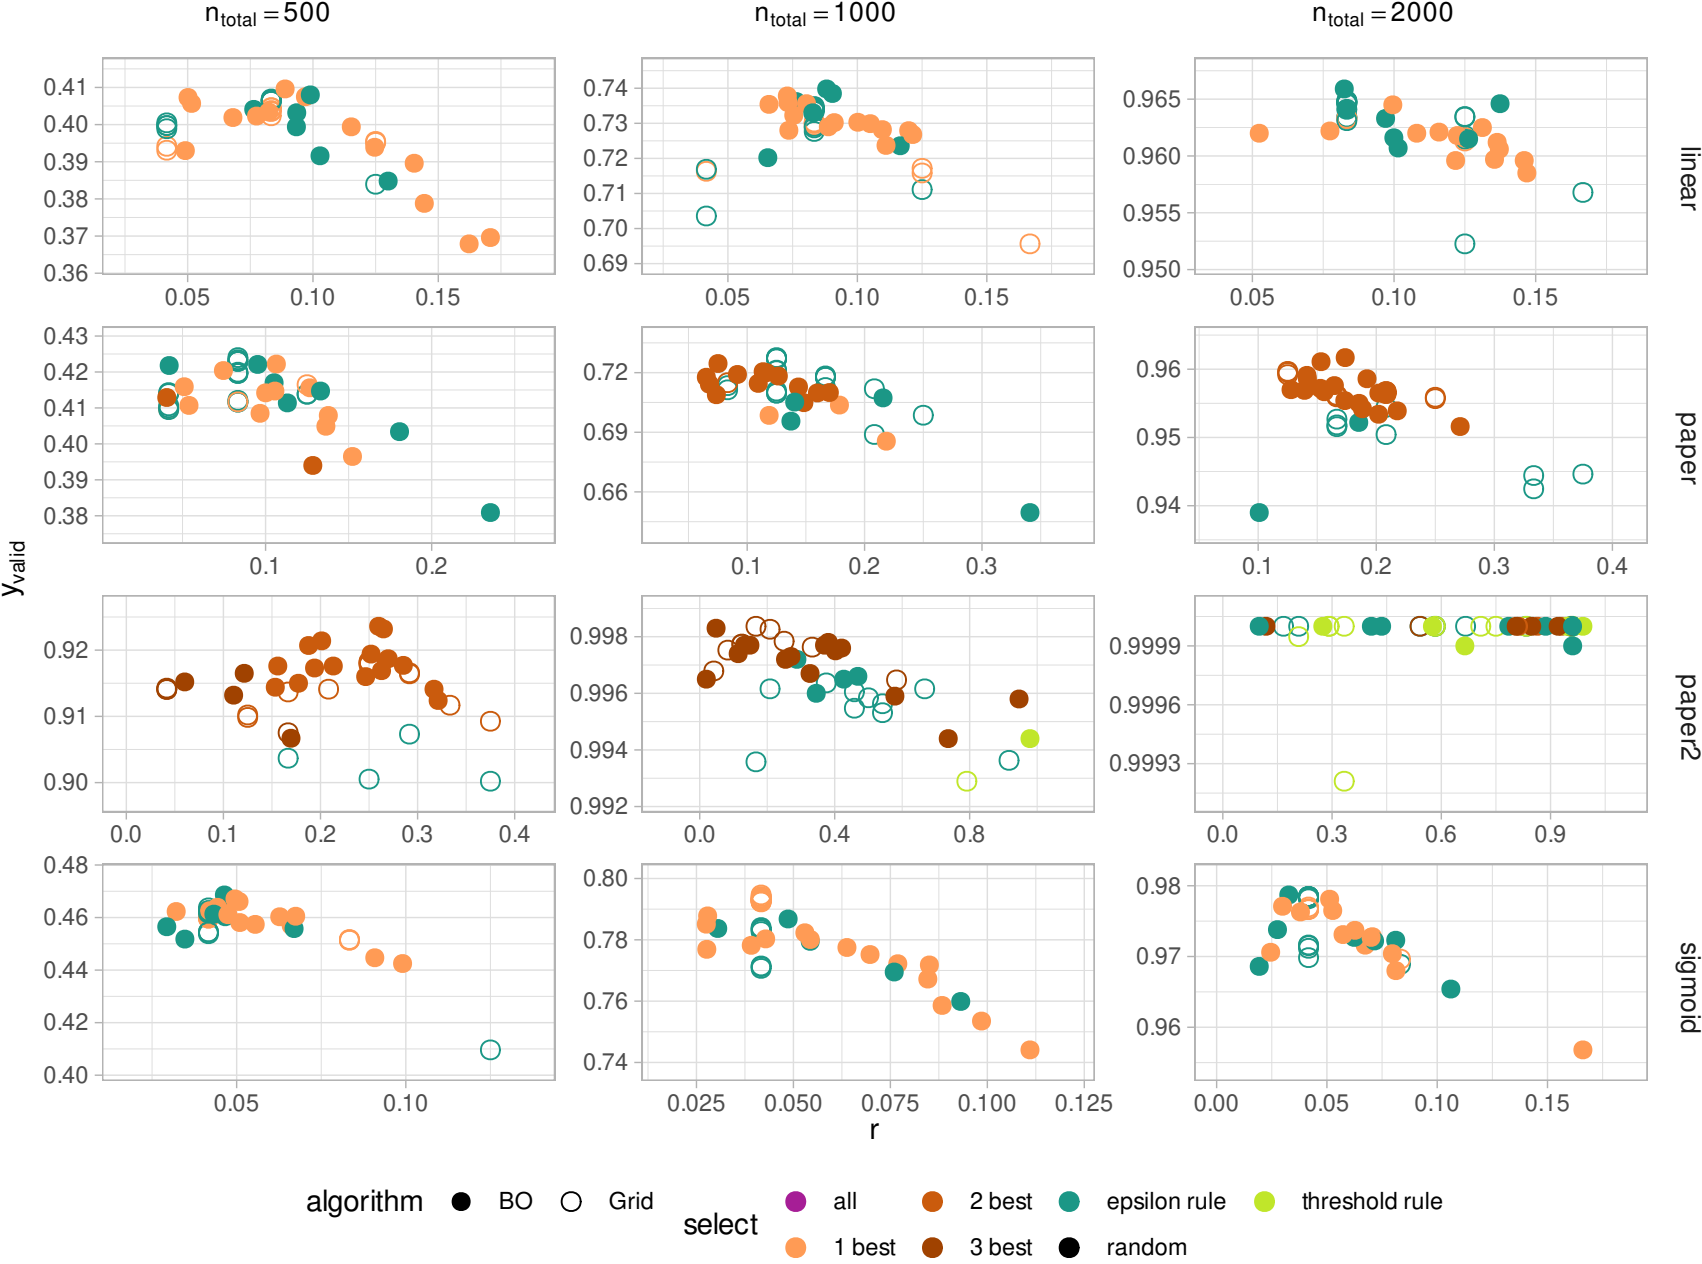 n_total = 500 n_total = 1000 n_total = 2000
0.41 0.40 0.39 0.38 0.37 0.36
0.74 0.73 0.72 0.71 0.70 0.69
0.965 0.960 0.955 0.950
linear
0.05 0.10 0.15 0.05 0.10 0.15 0.05 0.10 0.15
0.43 0.42 0.41 0.40 0.39 0.38
0.72 0.69 0.66
0.96 0.95 0.94
paper
0.1 0.2 0.1 0.2 0.3 0.1 0.2 0.3 0.4
y_valid
0.92 0.91 0.90
0.998 0.996 0.994 0.992
0.9999 0.9996 0.9993
paper2
0.0 0.1 0.2 0.3 0.4 0.0 0.4 0.8 0.0 0.3 0.6 0.9
0.48 0.46 0.44 0.42 0.40
0.80 0.78 0.76 0.74
0.98 0.97 0.96
sigmoid
0.05 0.10 0.025 0.050 0.075 0.100 0.125 0.00 0.05 0.10 0.15
r
algorithm BO Grid
select all 2 best epsilon rule threshold rule
1 best 3 best random